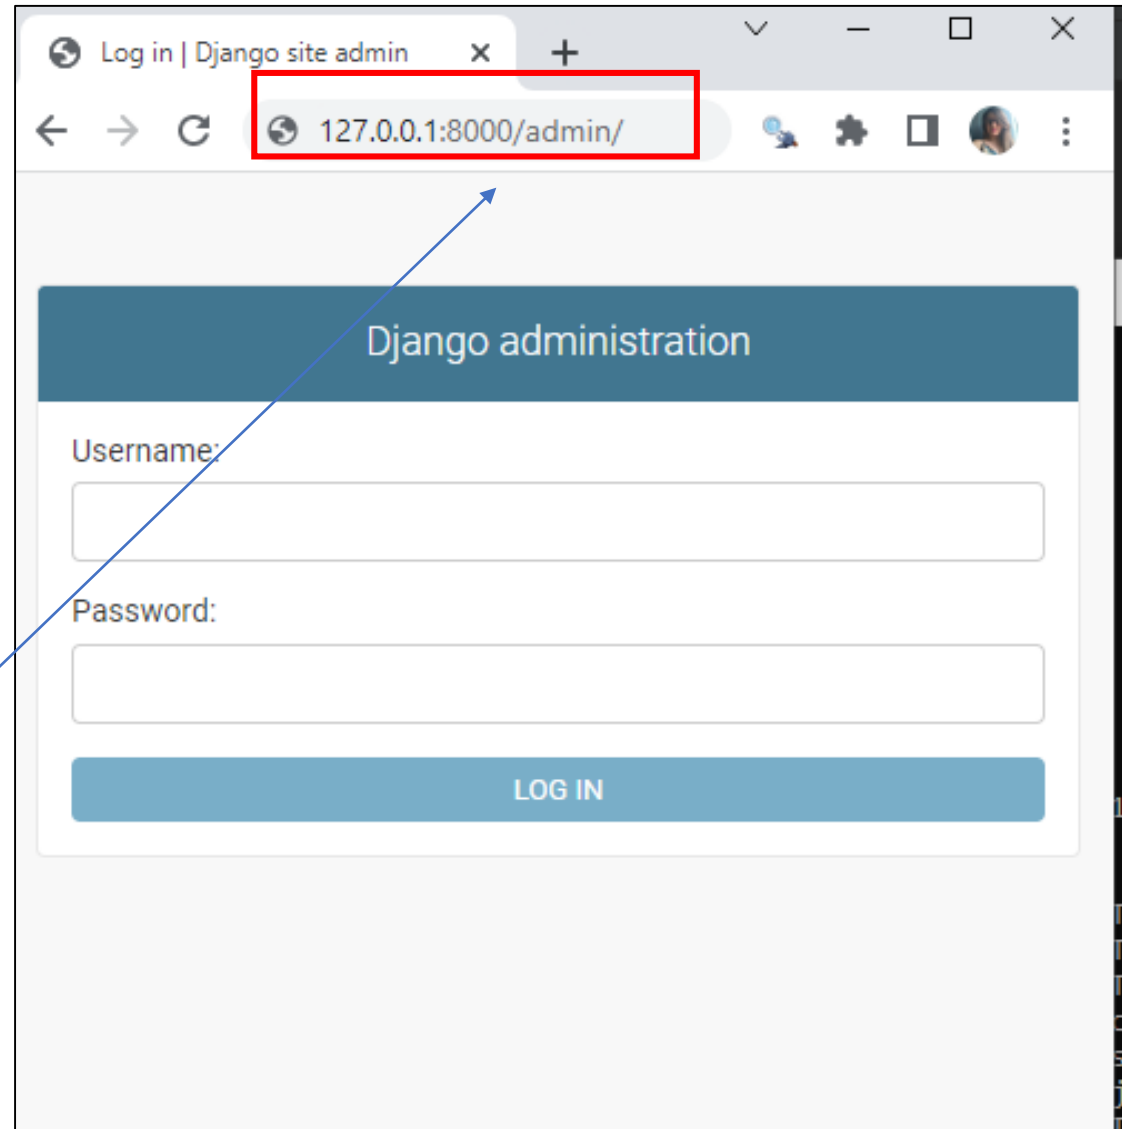 Log in | Django site admin
127.0.0.1:8000/admin/
Django administration
Username:
Password:
LOG IN